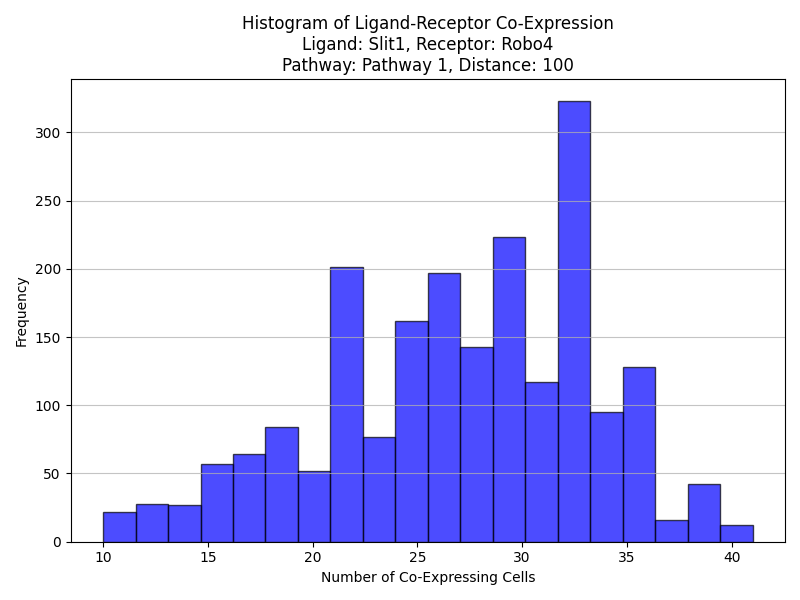 Histogram of Ligand-Receptor Co-Expression
Ligand: Slit1, Receptor: Robo4
Pathway: Pathway 1, Distance: 100
Frequency
300
250
200
150
100
50
0
10 15 20 25 30 35 40
Number of Co-Expressing Cells